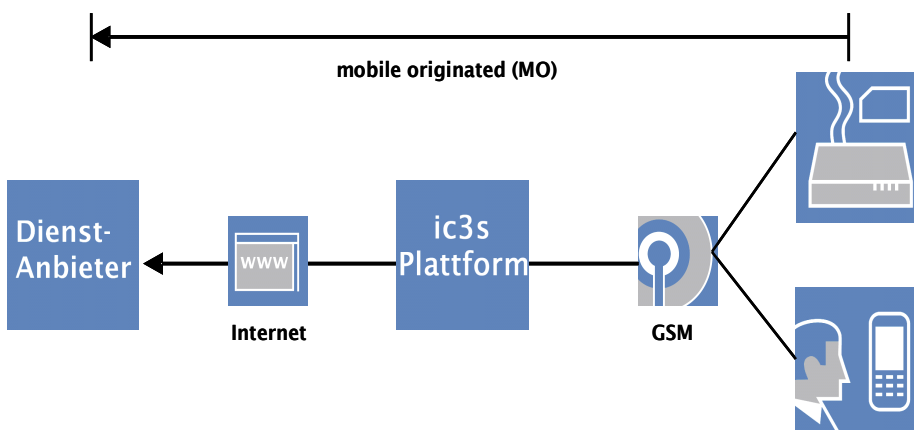 mobile originated (MO)
Dienst-
Anbieter
www
Internet
ic3s
Plattform
GSM